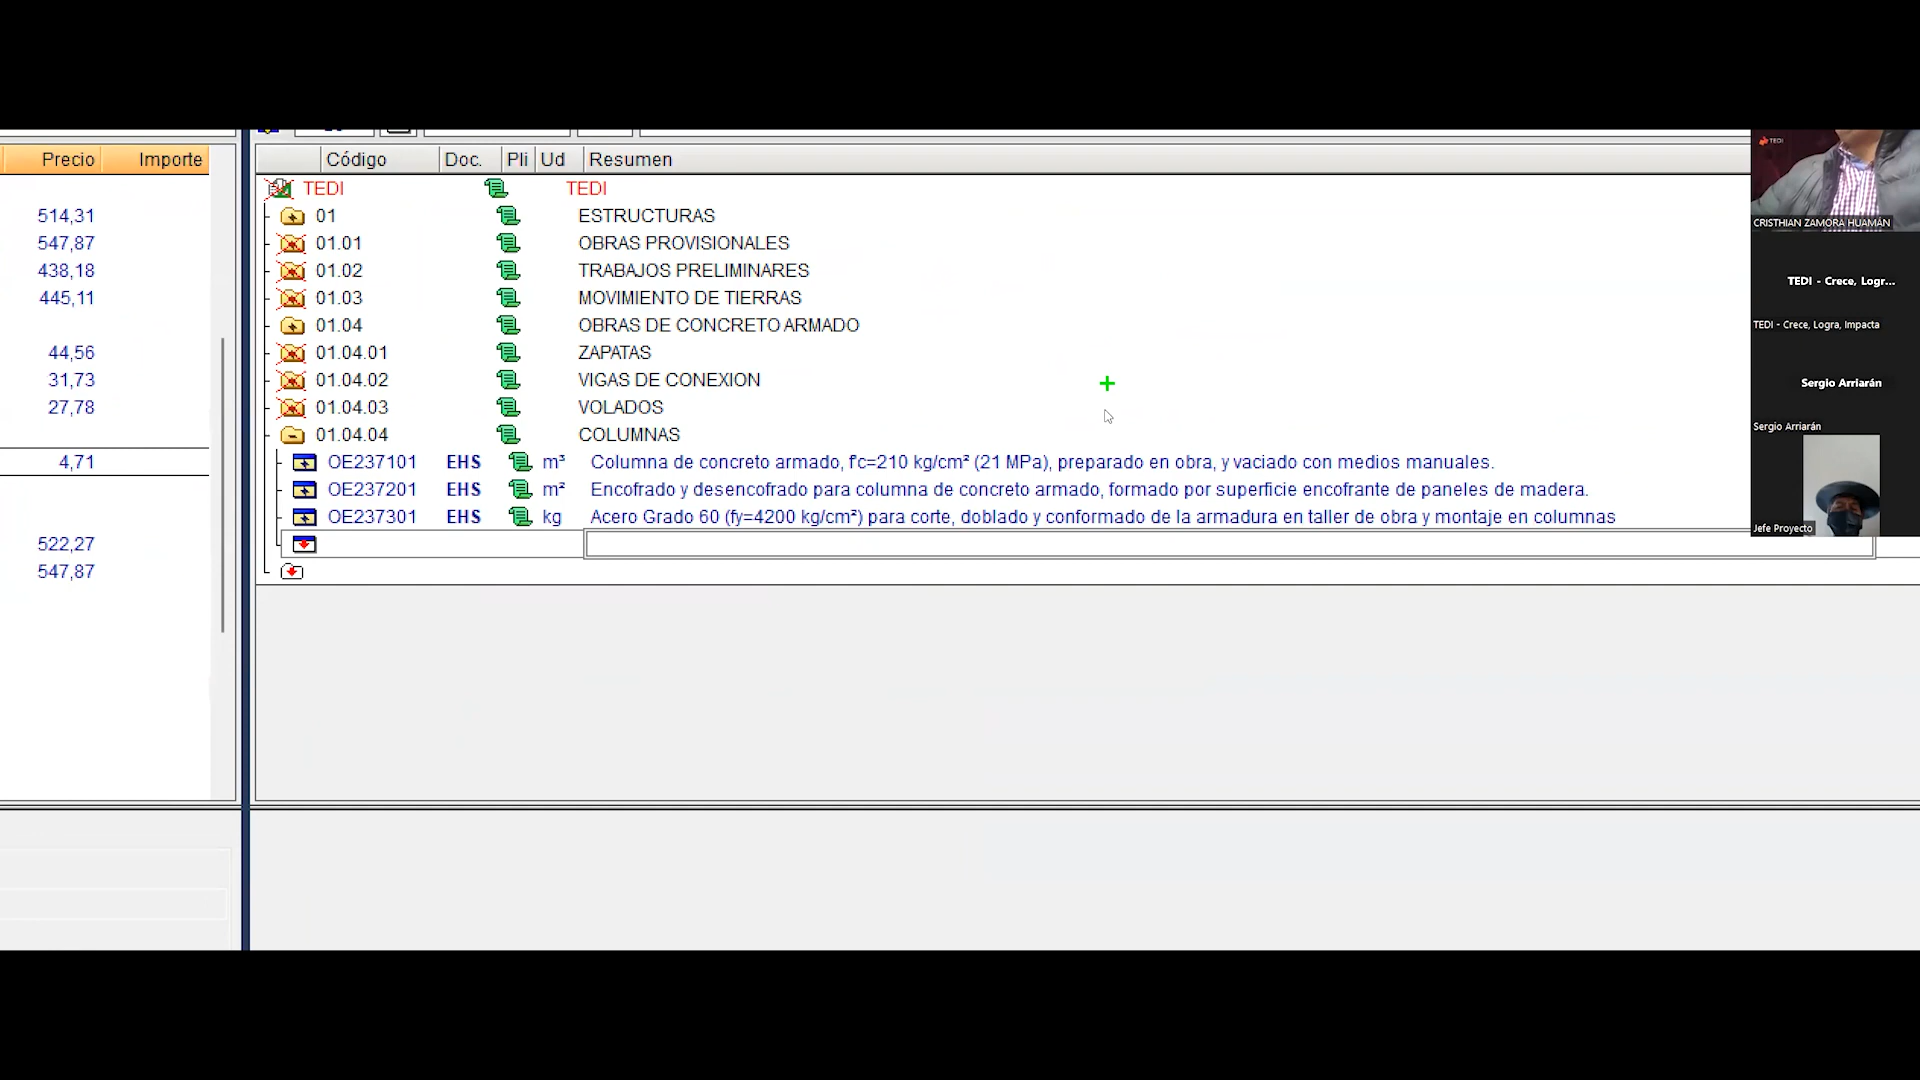 Precio Importe
514,31
547,87
438,18
445,11
44,56
31,73
27,78
4,71
522,27
547,87
Código Doc. Pli Ud Resumen
TEDI TEDI
01 ESTRUCTURAS
01.01 OBRAS PROVISIONALES
01.02 TRABAJOS PRELIMINARES
01.03 MOVIMIENTO DE TIERRAS
01.04 OBRAS DE CONCRETO ARMADO
01.04.01 ZAPATAS
01.04.02 VIGAS DE CONEXION
01.04.03 VOLADOS
01.04.04 COLUMNAS
OE237101 EHS m³ Columna de concreto armado, f'c=210 kg/cm² (21 MPa), preparado en obra, y vaciado con medios manuales.
OE237201 EHS m² Encofrado y desencofrado para columna de concreto armado, formado por superficie encofrante de paneles de madera.
OE237301 EHS kg Acero Grado 60 (fy=4200 kg/cm²) para corte, doblado y conformado de la armadura en taller de obra y montaje en columnas
TEDI
CRISTHIAN ZAMORA HUAMÁN
TEDI - Crece, Logr...
TEDI - Crece, Logra, Impacta
Sergio Arriarán
Sergio Arriarán
Jefe Proyecto